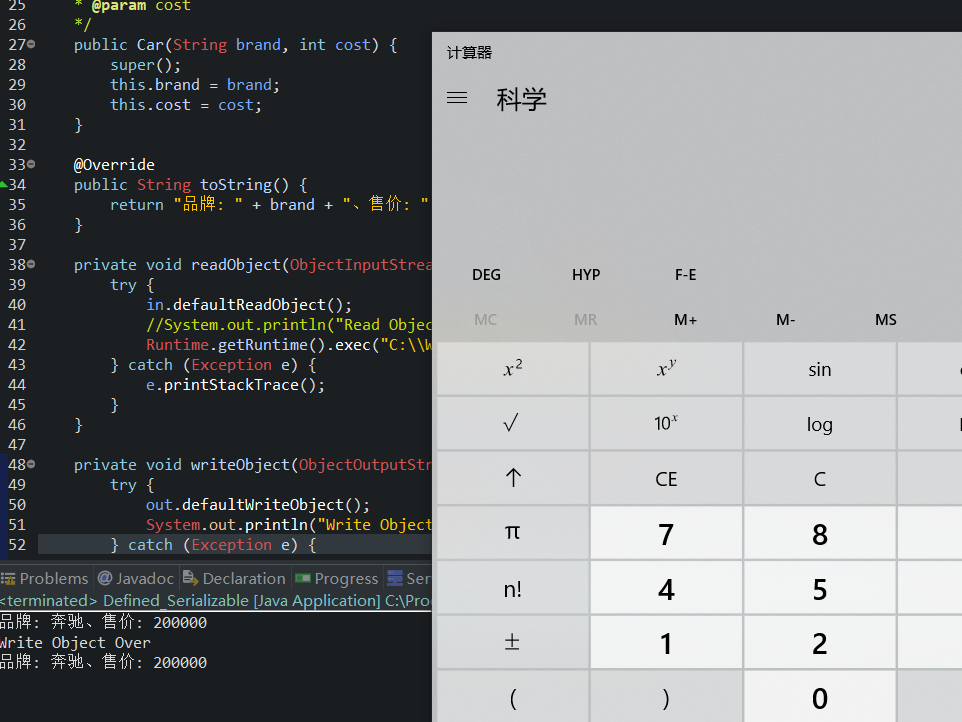 25 * @param cost
26 */
27 public Car(String brand, int cost) {
28 super();
29 this.brand = brand;
30 this.cost = cost;
31 }
32
33 @Override
34 public String toString() {
35 return "品牌: " + brand + "、售价: "
36 }
37
38 private void readObject(ObjectInputStrea
39 try {
40 in.defaultReadObject();
41 //System.out.println("Read Objec
42 Runtime.getRuntime().exec("C:\\W
43 } catch (Exception e) {
44 e.printStackTrace();
45 }
46 }
47
48 private void writeObject(ObjectOutputStr
49 try {
50 out.defaultWriteObject();
51 System.out.println("Write Object
52 } catch (Exception e) {
Problems @ Javadoc Declaration Progress Ser
<terminated> Defined_Serializable [Java Application] C:\Pro
品牌: 奔驰、售价: 200000
Write Object Over
品牌: 奔驰、售价: 200000
计算器
科学
DEG HYP F-E
MC MR M+ M- MS
x² xʸ sin
√ 10ˣ log
↑ CE C
π 7 8
n! 4 5
± 1 2
( ) 0